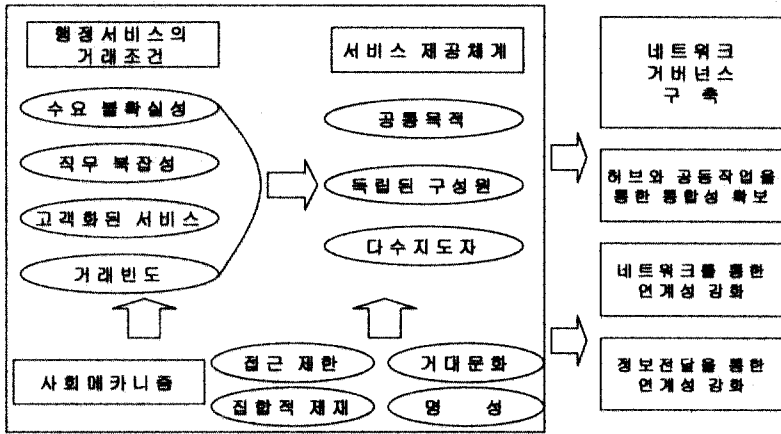 행정서비스의
거래조건
수요 불확실성
직무 복잡성
고객화된 서비스
거래빈도
서비스 제공체계
공통목적
독립된 구성원
다수지도자
사회메카니즘
접근 제한
거대문화
집합적 제재
명 성
네트워크
거버넌스
구 축
허브와 공동작업을
통한 통합성 확보
네트워크를 통한
연계성 강화
정보전달을 통한
연계성 강화